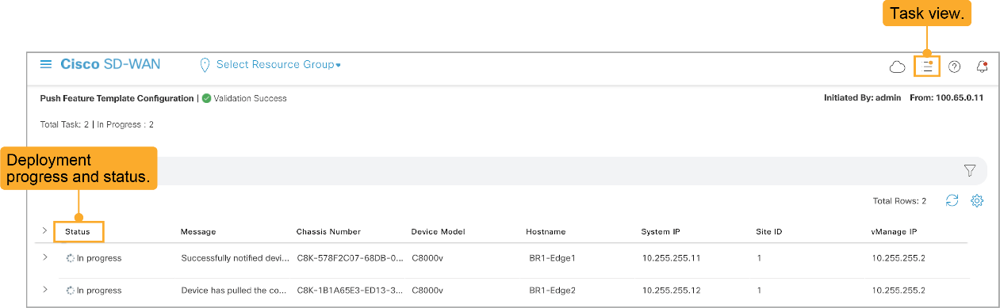 Task view.
Cisco SD-WAN Select Resource Group
Push Feature Template Configuration | Validation Success Initiated By: admin From: 100.65.0.11
Total Task: 2 | In Progress : 2
Deployment
progress and status.
Total Rows: 2
Status Message Chassis Number Device Model Hostname System IP Site ID vManage IP
In progress Successfully notified devi... C8K-578F2C07-68DB-0... C8000v BR1-Edge1 10.255.255.11 1 10.255.255.2
In progress Device has pulled the co... C8K-1B1A65E3-ED13-3... C8000v BR1-Edge2 10.255.255.12 1 10.255.255.2